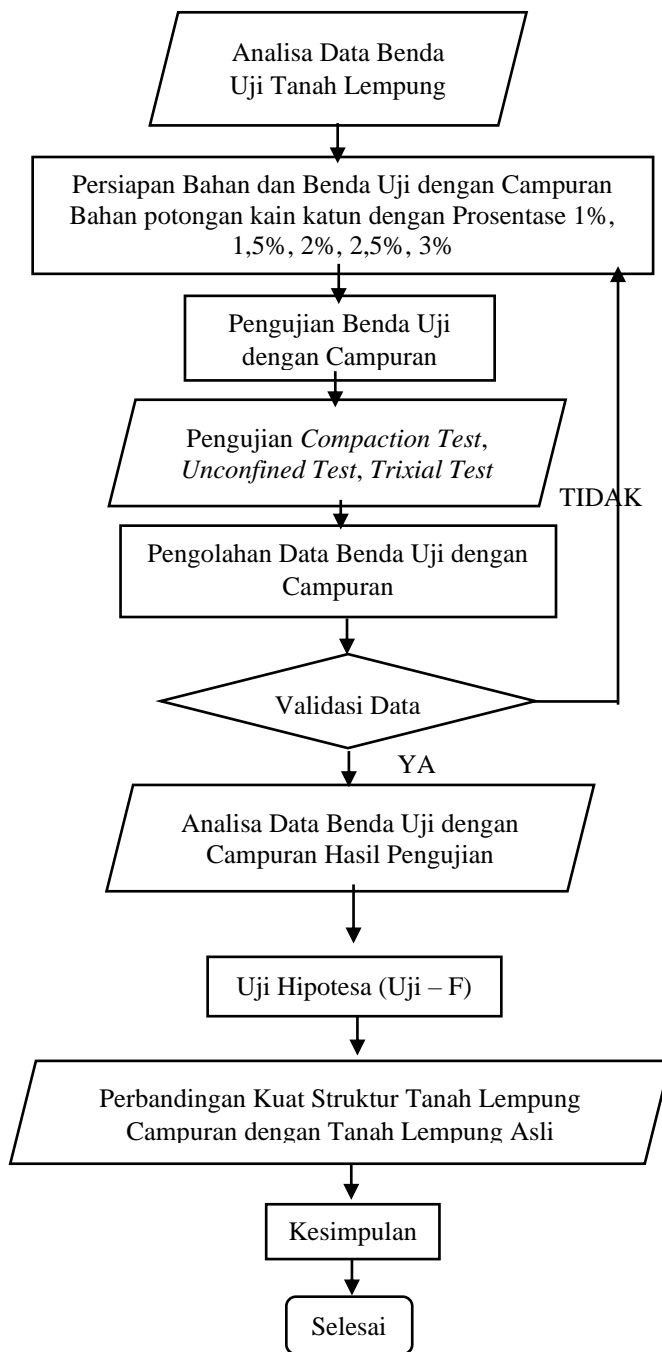 Analisa Data Benda
Uji Tanah Lempung
Persiapan Bahan dan Benda Uji dengan Campuran
Bahan potongan kain katun dengan Prosentase 1%,
1,5%, 2%, 2,5%, 3%
Pengujian Benda Uji
dengan Campuran
Pengujian Compaction Test,
Unconfined Test, Trixial Test
TIDAK
Pengolahan Data Benda Uji dengan
Campuran
Validasi Data
YA
Analisa Data Benda Uji dengan
Campuran Hasil Pengujian
Uji Hipotesa (Uji – F)
Perbandingan Kuat Struktur Tanah Lempung
Campuran dengan Tanah Lempung Asli
Kesimpulan
Selesai